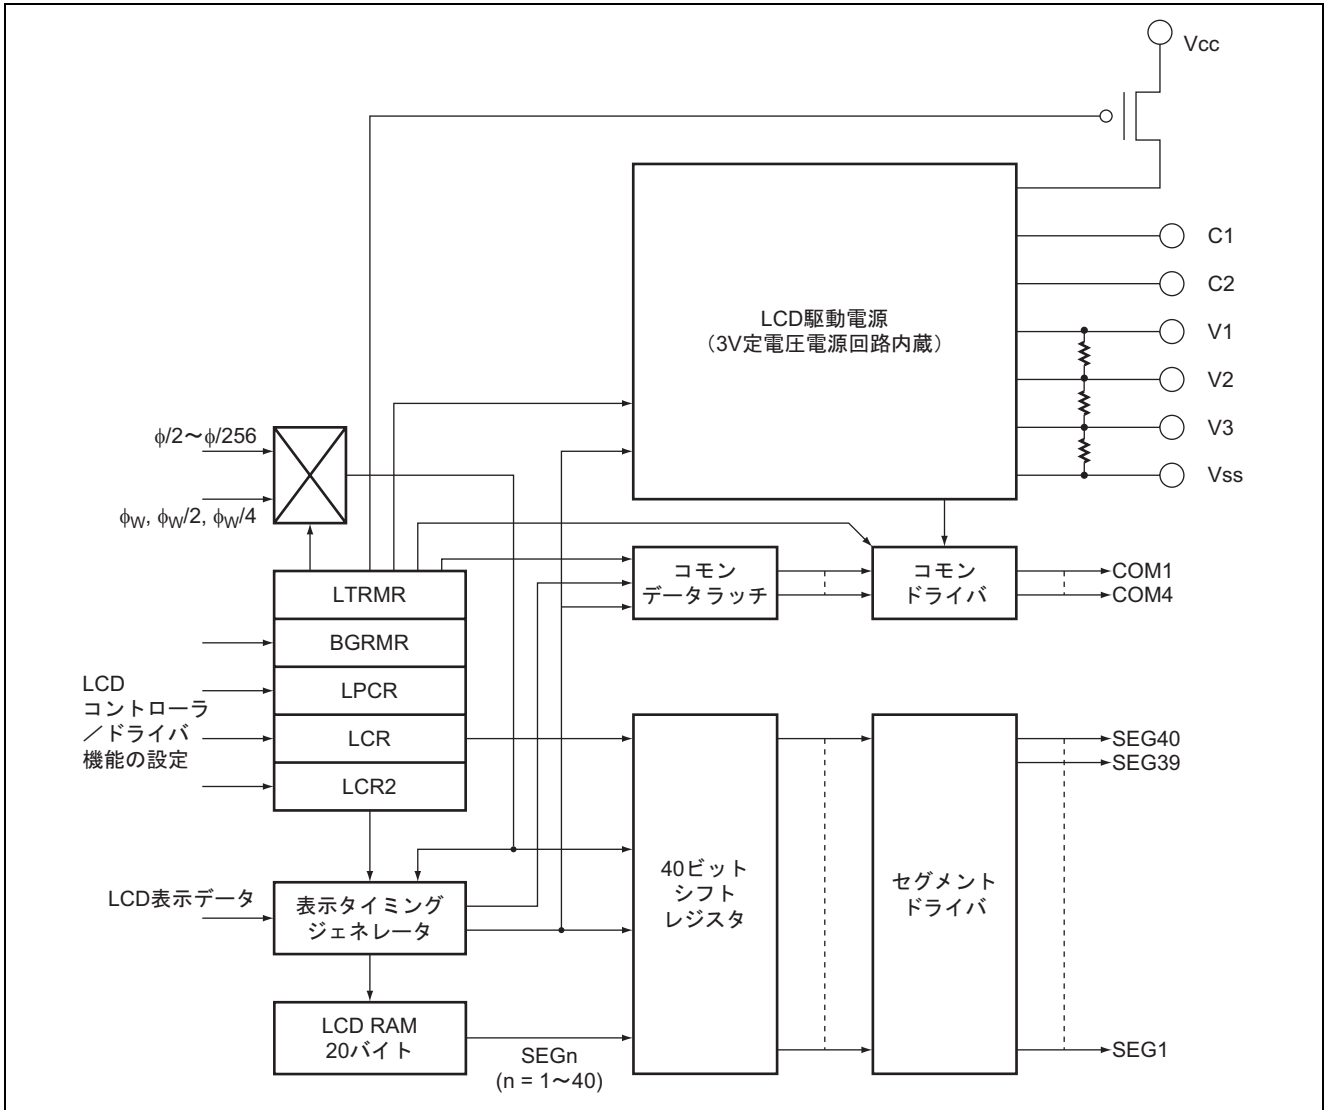 Vcc
C1
C2
LCD駆動電源
（3V定電圧電源回路内蔵）
V1
V2
V3
Vss
φ/2～φ/256
φW, φW/2, φW/4
LTRMR
BGRMR
LPCR
LCR
LCR2
LCD
コントローラ
／ドライバ
機能の設定
コモン
データラッチ
コモン
ドライバ
COM1
COM4
SEG40
SEG39
40ビット
シフト
レジスタ
セグメント
ドライバ
LCD表示データ
表示タイミング
ジェネレータ
LCD RAM
20バイト
SEGn
(n = 1～40)
SEG1